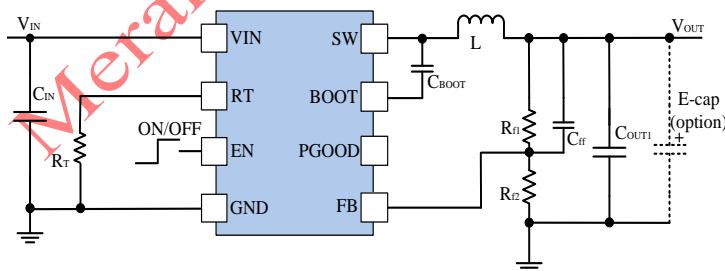 VIN
VOUT
VIN
SW
L
CIN
CBOOT
RT
BOOT
E-cap
(option)
+
ON/OFF
Rf1
Cff
COUT1
RT
EN
PGOOD
Rf2
GND
FB
Meran